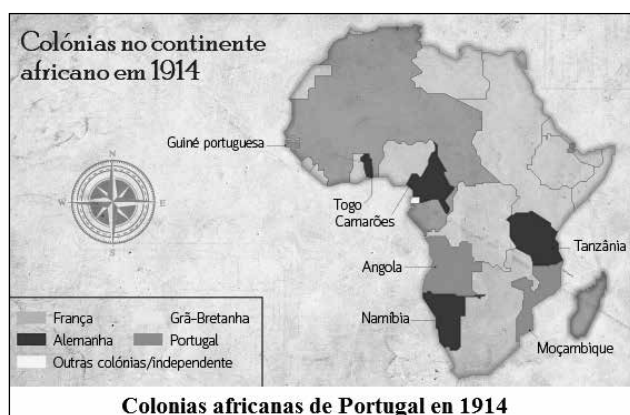 Colónias no continente
africano em 1914
Guiné portuguesa
N
W
E
S
Togo
Camarões
Tanzânia
Angola
Namíbia
Moçambique
França
Grã-Bretanha
Alemanha
Portugal
Outras colónias/independente
Colonias africanas de Portugal en 1914